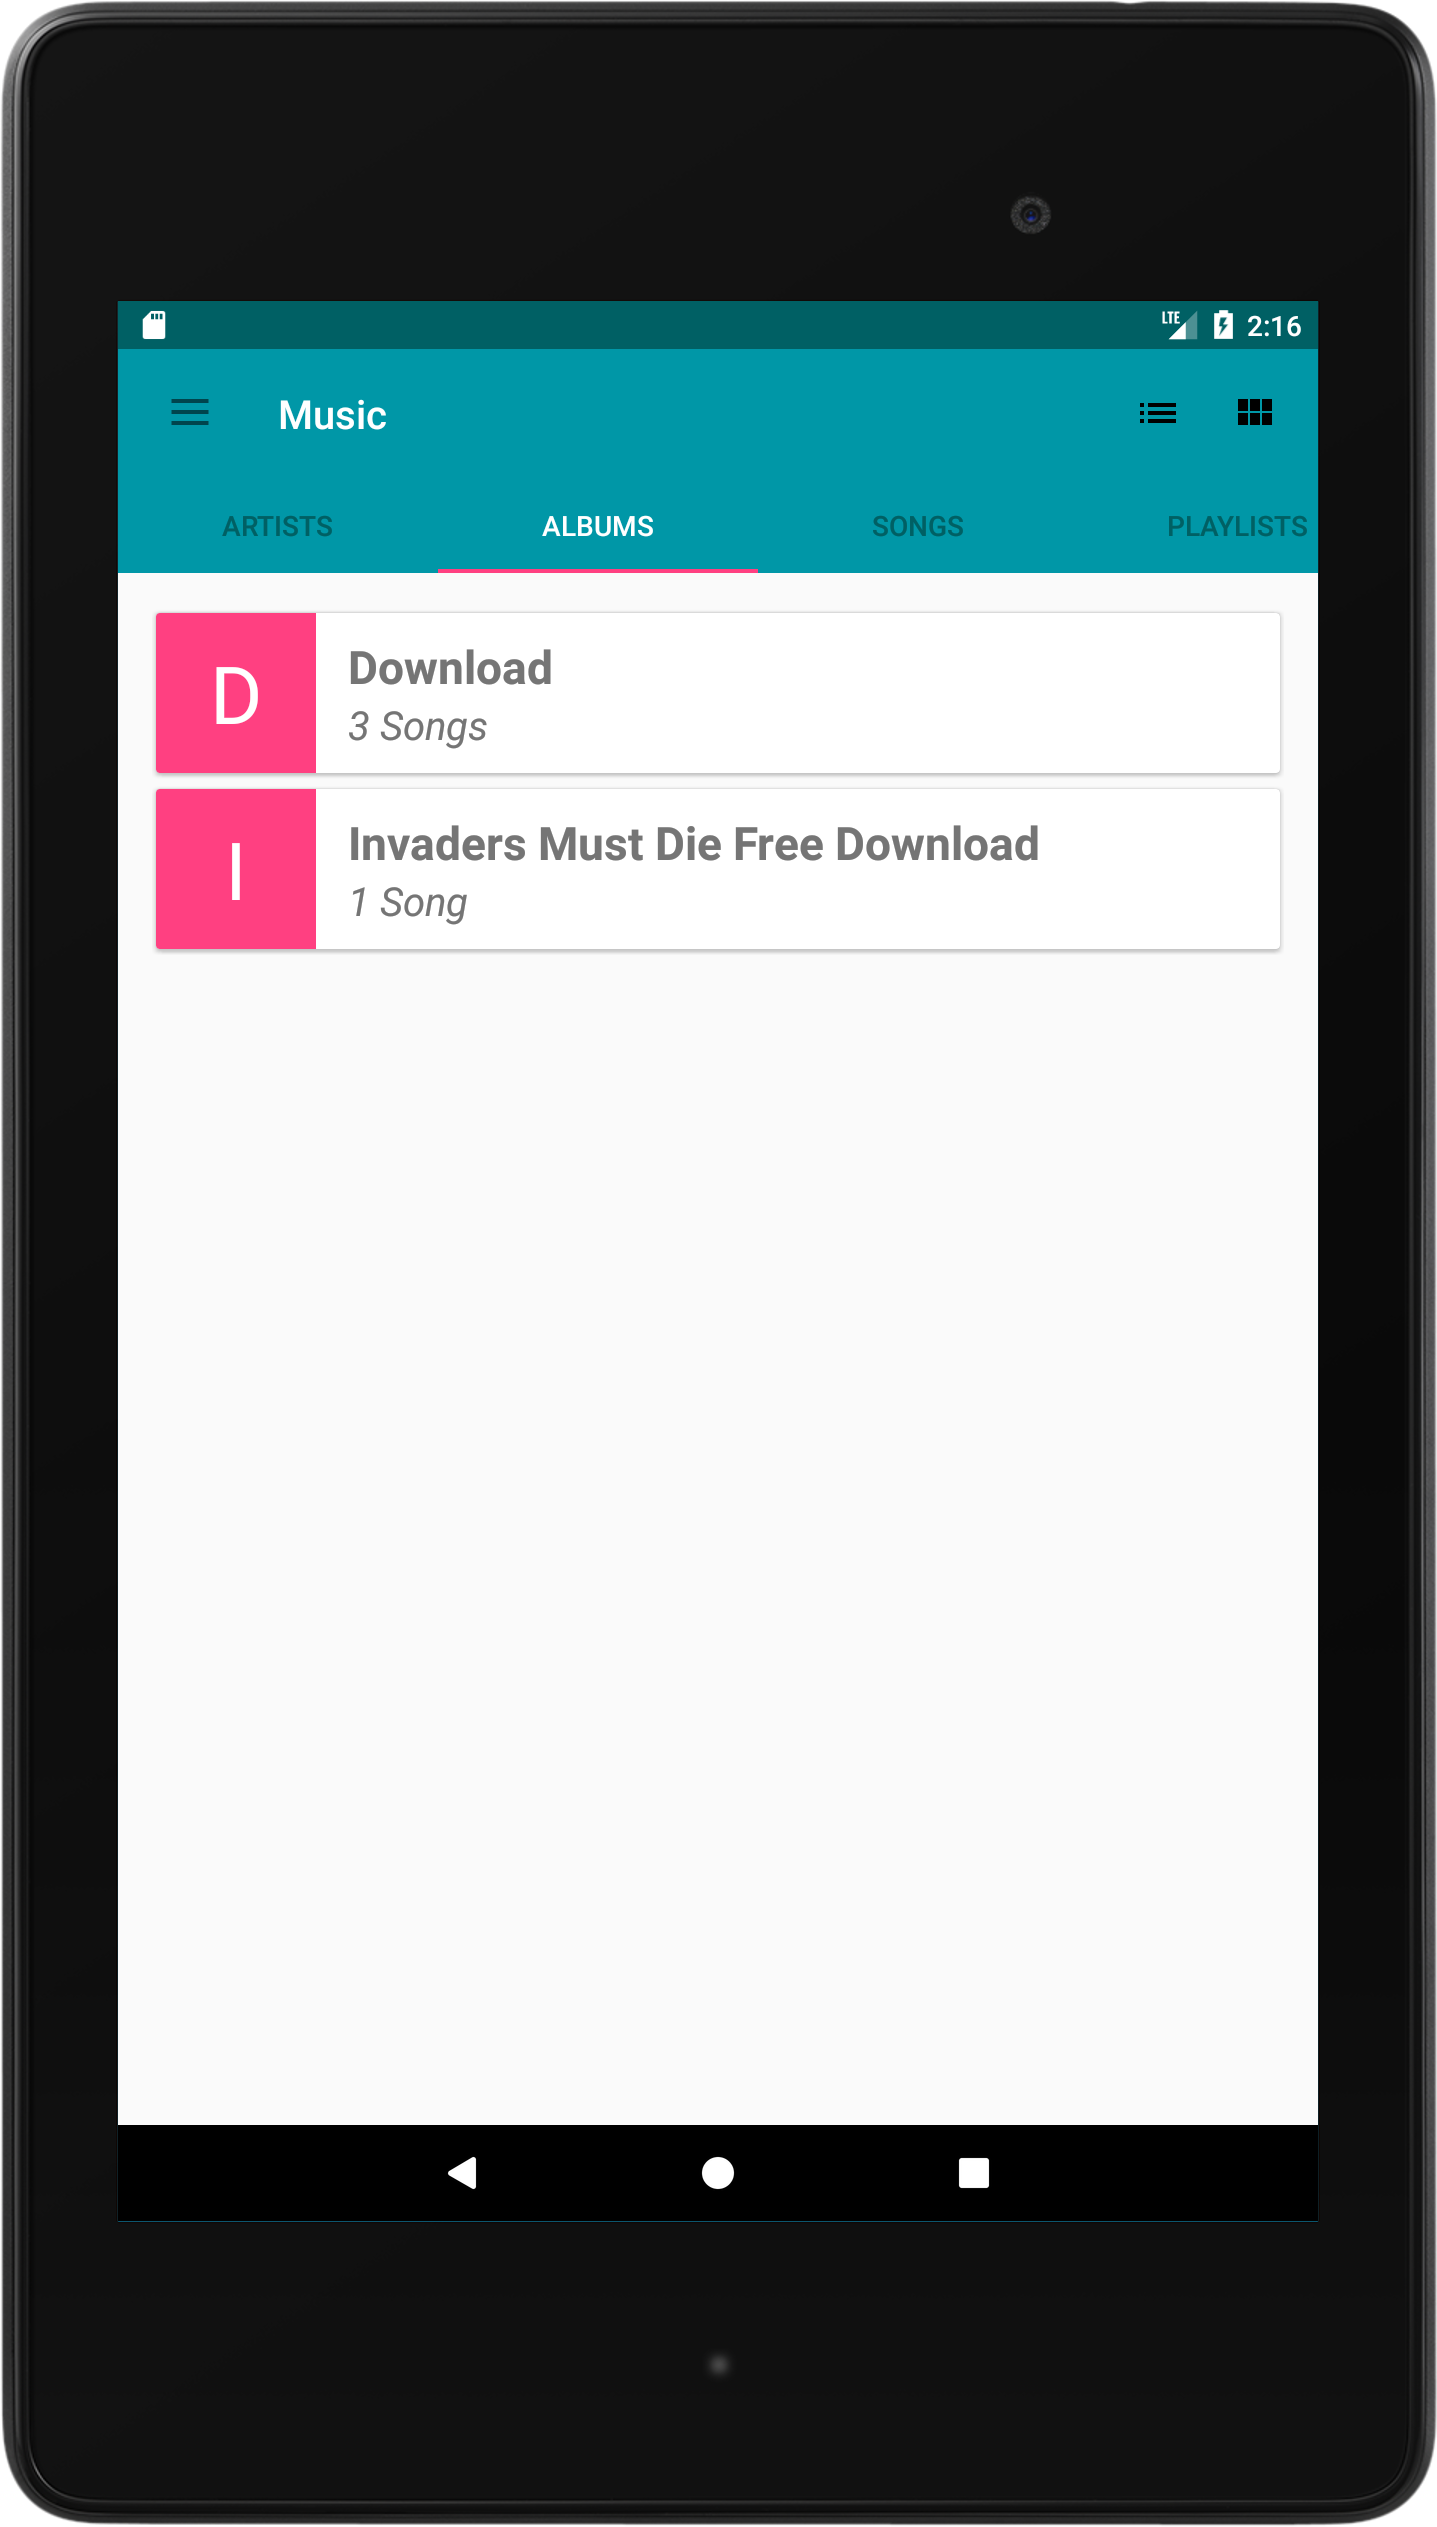 LTE 2:16
Music
ARTISTS ALBUMS SONGS PLAYLISTS
D
Download
3 Songs
I
Invaders Must Die Free Download
1 Song